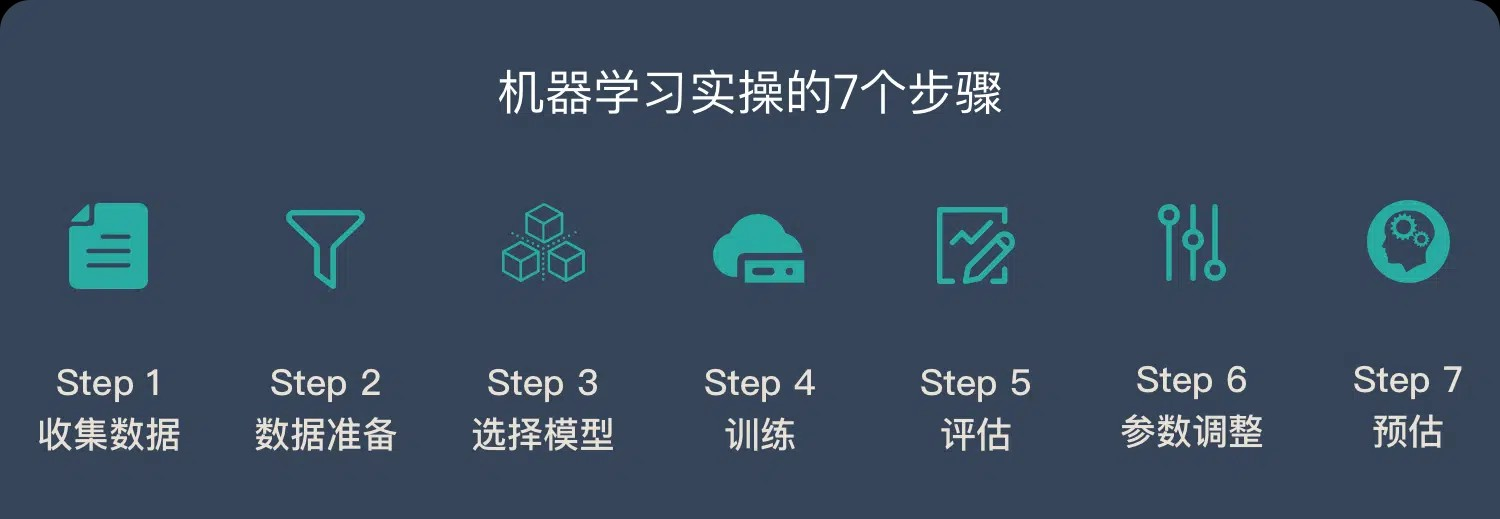 机器学习实操的7个步骤
Step 1
收集数据
Step 2
数据准备
Step 3
选择模型
Step 4
训练
Step 5
评估
Step 6
参数调整
Step 7
预估